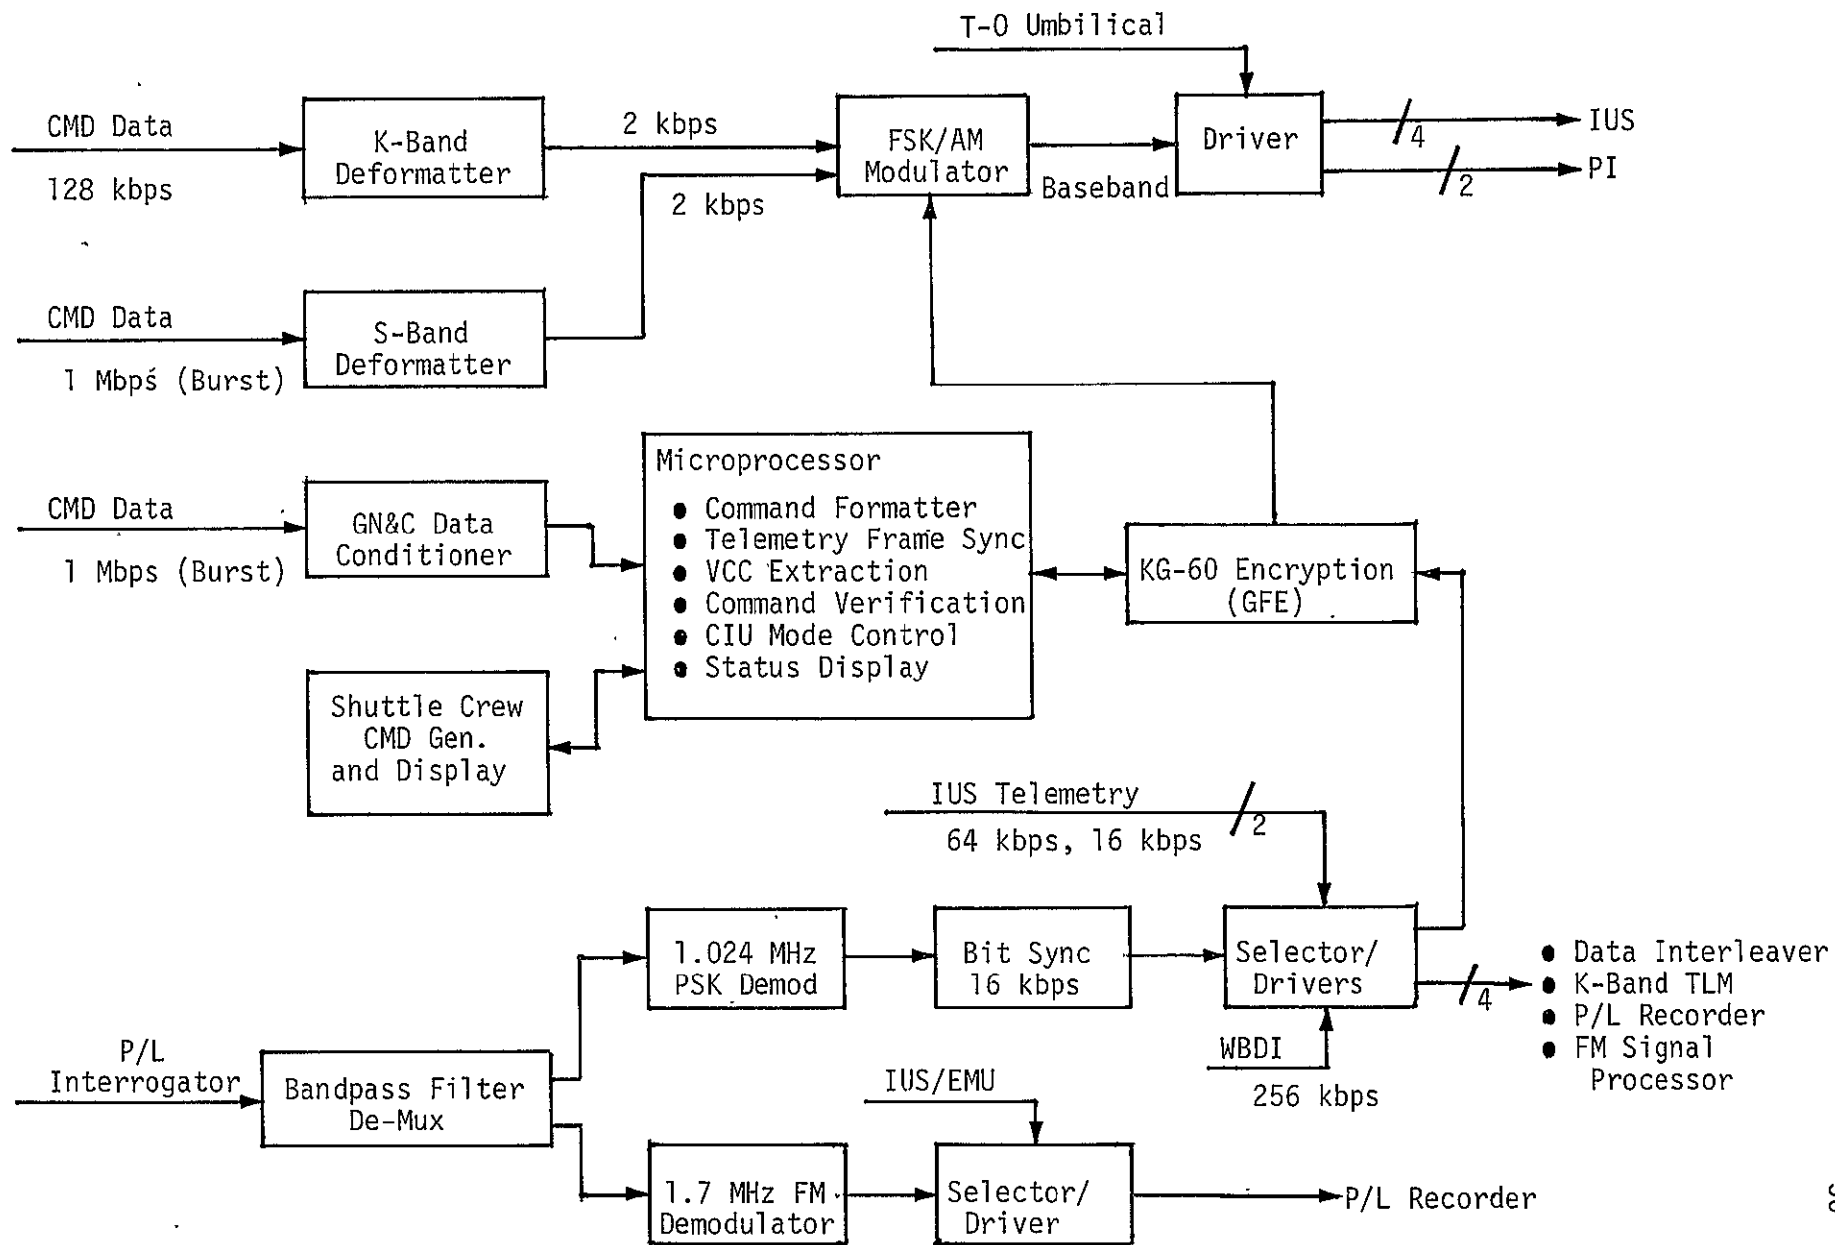 T-0 Umbilical
CMD Data
128 kbps
K-Band
Deformatter
2 kbps
FSK/AM
Modulator
Baseband
Driver
4
IUS
2
PI
2 kbps
CMD Data
1 Mbps (Burst)
S-Band
Deformatter
CMD Data
1 Mbps (Burst)
GN&C Data
Conditioner
Microprocessor
● Command Formatter
● Telemetry Frame Sync
● VCC Extraction
● Command Verification
● CIU Mode Control
● Status Display
KG-60 Encryption
(GFE)
Shuttle Crew
CMD Gen.
and Display
IUS Telemetry
2
64 kbps, 16 kbps
1.024 MHz
PSK Demod
Bit Sync
16 kbps
Selector/
Drivers
4
● Data Interleaver
● K-Band TLM
● P/L Recorder
● FM Signal
Processor
WBDI
256 kbps
P/L
Interrogator
Bandpass Filter
De-Mux
IUS/EMU
1.7 MHz FM
Demodulator
Selector/
Driver
P/L Recorder